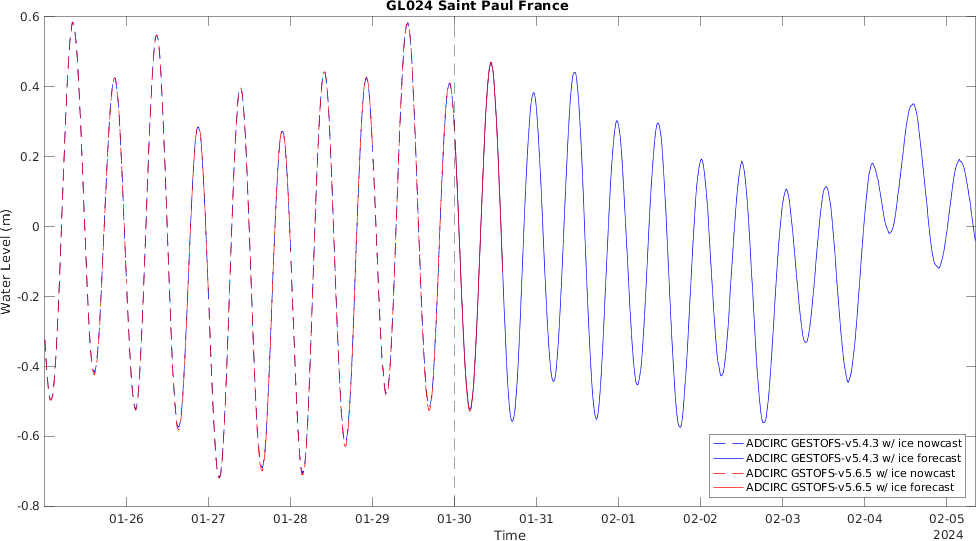 GL024 Saint Paul France
0.6
0.4
0.2
0
-0.2
-0.4
-0.6
-0.8
Water Level (m)
01-26 01-27 01-28 01-29 01-30 01-31 02-01 02-02 02-03 02-04 02-05
Time
2024
ADCIRC GESTOFS-v5.4.3 w/ ice nowcast
ADCIRC GESTOFS-v5.4.3 w/ ice forecast
ADCIRC GSTOFS-v5.6.5 w/ ice nowcast
ADCIRC GSTOFS-v5.6.5 w/ ice forecast